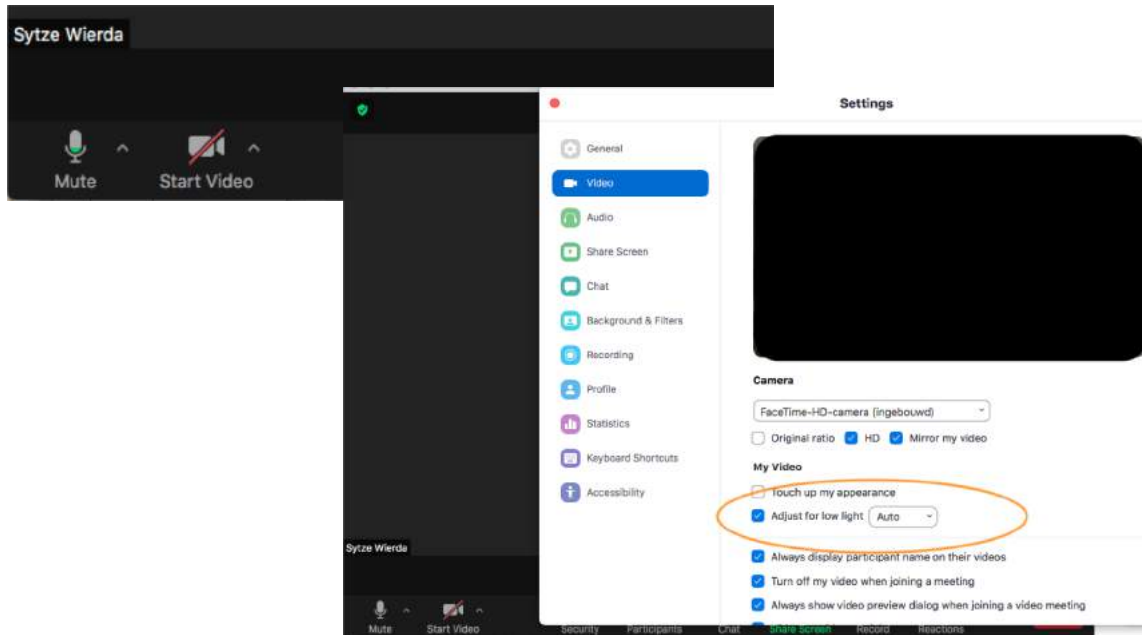 Sytze Wierda
Mute
Start Video
Settings
General
Video
Audio
Share Screen
Chat
Background & Filters
Recording
Profile
Statistics
Keyboard Shortcuts
Accessibility
Camera
FaceTime-HD-camera (ingebouwd)
Original ratio HD Mirror my video
My Video
Touch up my appearance
Adjust for low light Auto
Always display participant name on their videos
Turn off my video when joining a meeting
Always show video preview dialog when joining a video meeting
Sytze Wierda
Mute Start Video Security Participants Chat Share Screen Record Reactions